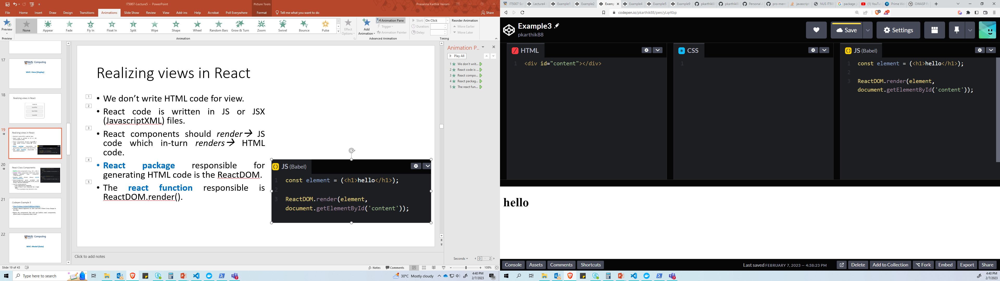 IT5007-Lecture5 - PowerPoint
Picture Tools
Prasanna Karthik Vairam
File Home Insert Draw Design Transitions Animations Slide Show Review View Add-ins Help Acrobat Poll Everywhere Format Tell me what you want to do Share
Preview
None Appear Fade Fly In Float In Split Wipe Shape Wheel Random Bars Grow & Turn Zoom Swivel Bounce Pulse
Effect Options
Add Animation
Animation Pane
Trigger
Animation Painter
Start: On Click
Duration:
Delay:
Reorder Animation
Move Earlier
Move Later
Preview Animation Advanced Animation Timing
17
NUS Computing
MVC: View (Display)
18
Realizing views in React
19
Realizing views in React
20
React Class Components
21
Codepen Example 3
22
NUS Computing
MVC: Model (Data)
Realizing views in React
1
• We don’t write HTML code for view.
2
• React code is written in JS or JSX
(JavascriptXML) files.
3
• React components should render→ JS
code which in-turn renders→ HTML
code.
4
• React package responsible for
generating HTML code is the ReactDOM.
5
• The react function responsible is
ReactDOM.render().
JS (Babel)
1 const element = (<h1>hello</h1>);
2
3 ReactDOM.render(element,
document.getElementById('content'));
Animation P..
Play All
1 We don't writ...
2 React code is ...
3 React compo...
4 React packag...
5 The react fun...
Seconds 0 2
Click to add notes
Slide 19 of 43
Notes Comments 108%
Type here to search
30°C Mostly cloudy
4:40 PM
2/7/2023
19
IT5007 So Lecture4 Example1 Example2 Examp Example4 Example5 Example9 pkarthik88 pkarthik88 Personal pro-mern javascript NUS IT500 package j (1) YouTub Prime Vide OWASP
codepen.io/pkarthik88/pen/yLqrKbp
Example3
pkarthik88
Save
Settings
HTML
1 <div id="content"></div>
CSS
1
JS (Babel)
1 const element = (<h1>hello</h1>);
2
3 ReactDOM.render(element,
document.getElementById('content'));
hello
Console Assets Comments Shortcuts
Last saved FEBRUARY 7, 2023 — 4:38:23 PM
Delete Add to Collection Fork Embed Export Share
4:40 PM
2/7/2023